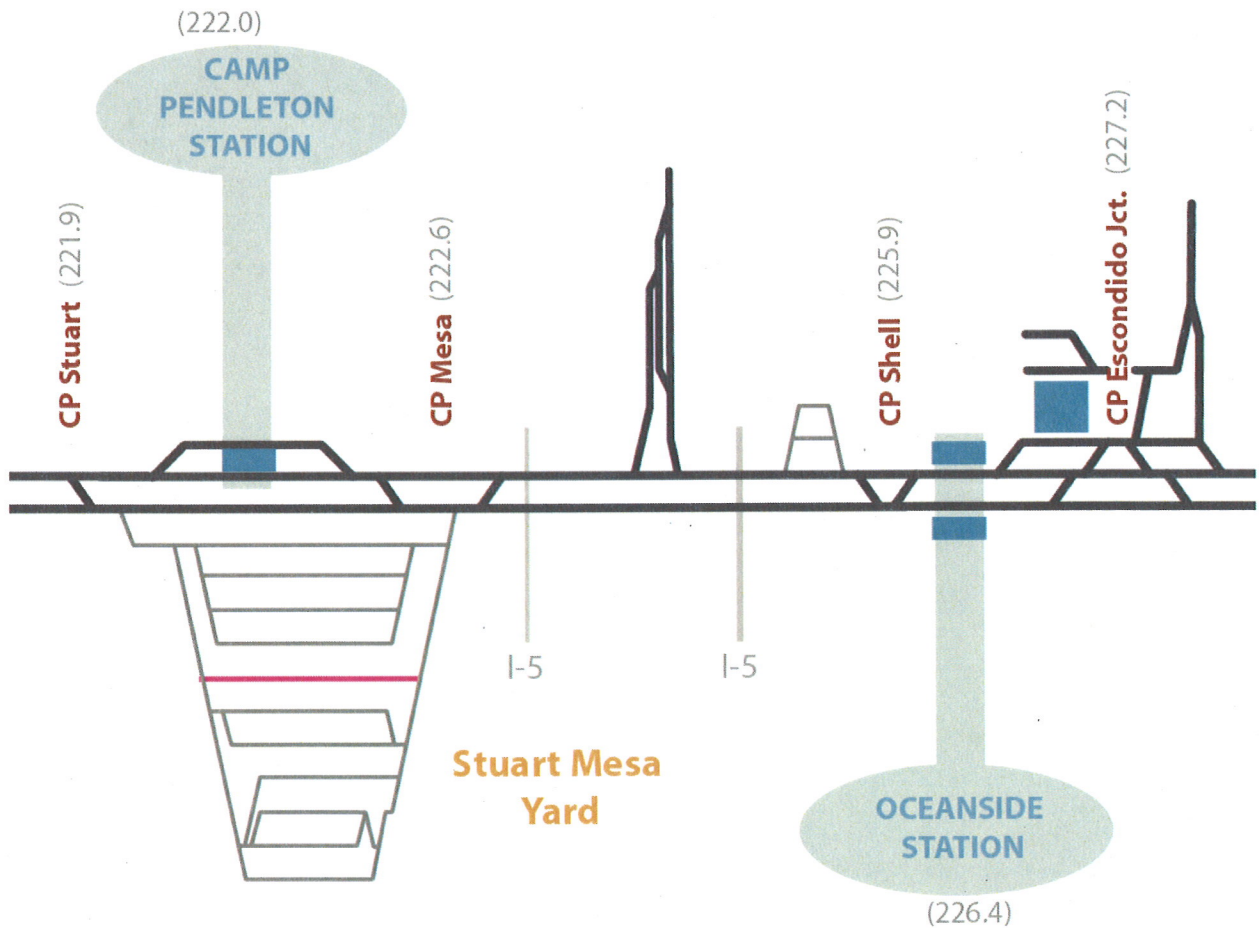 (222.0)
CAMP
PENDLETON
STATION
CP Stuart (221.9)
CP Mesa (222.6)
CP Shell (225.9)
CP Escondido Jct. (227.2)
I-5
I-5
Stuart Mesa
Yard
OCEANSIDE
STATION
(226.4)